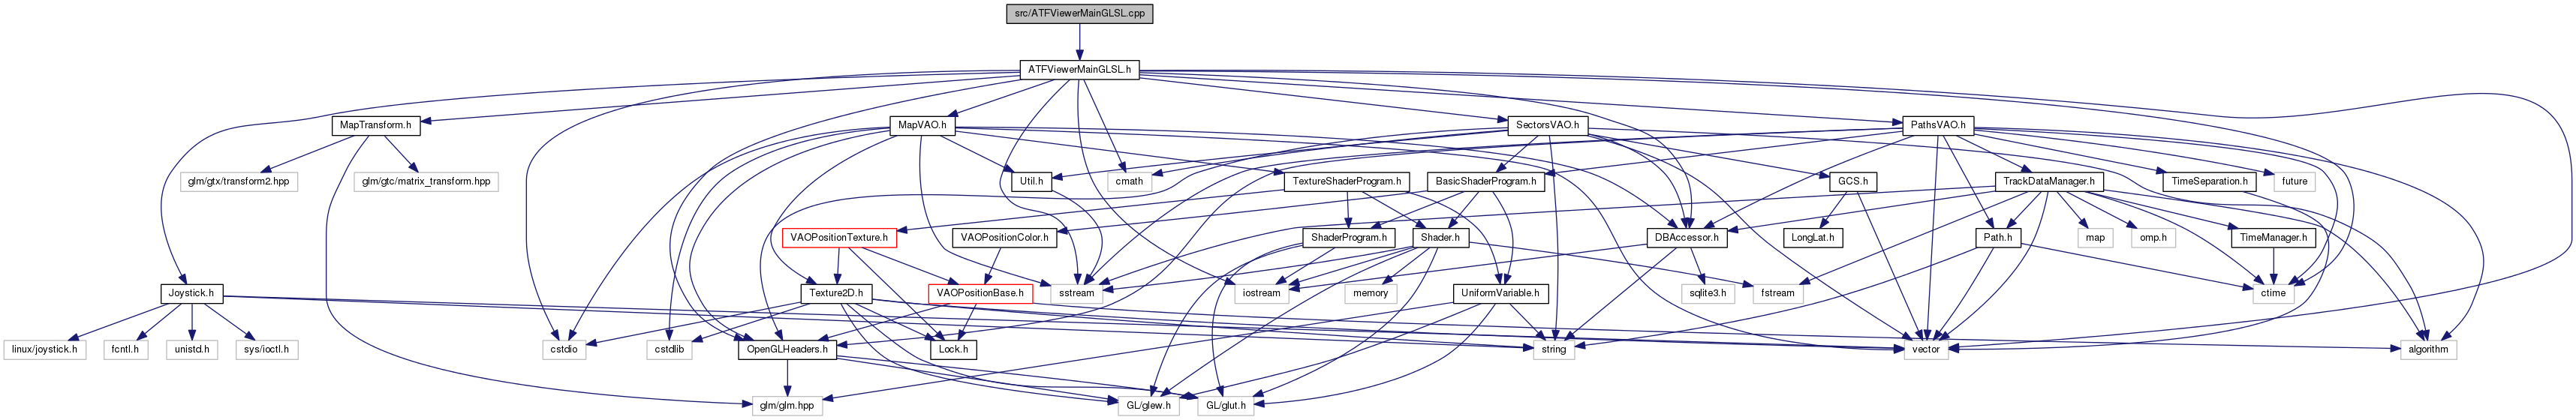 src/ATFViewerMainGLSL.cpp
ATFViewerMainGLSL.h
MapTransform.h
MapVAO.h
SectorsVAO.h
PathsVAO.h
glm/gtx/transform2.hpp
glm/gtc/matrix_transform.hpp
Util.h
cmath
TextureShaderProgram.h
BasicShaderProgram.h
GCS.h
TrackDataManager.h
TimeSeparation.h
future
VAOPositionTexture.h
VAOPositionColor.h
ShaderProgram.h
Shader.h
DBAccessor.h
LongLat.h
Path.h
map
omp.h
TimeManager.h
Joystick.h
Texture2D.h
VAOPositionBase.h
sstream
iostream
memory
UniformVariable.h
sqlite3.h
fstream
ctime
linux/joystick.h
fcntl.h
unistd.h
sys/ioctl.h
cstdio
cstdlib
OpenGLHeaders.h
Lock.h
string
vector
algorithm
glm/glm.hpp
GL/glew.h
GL/glut.h